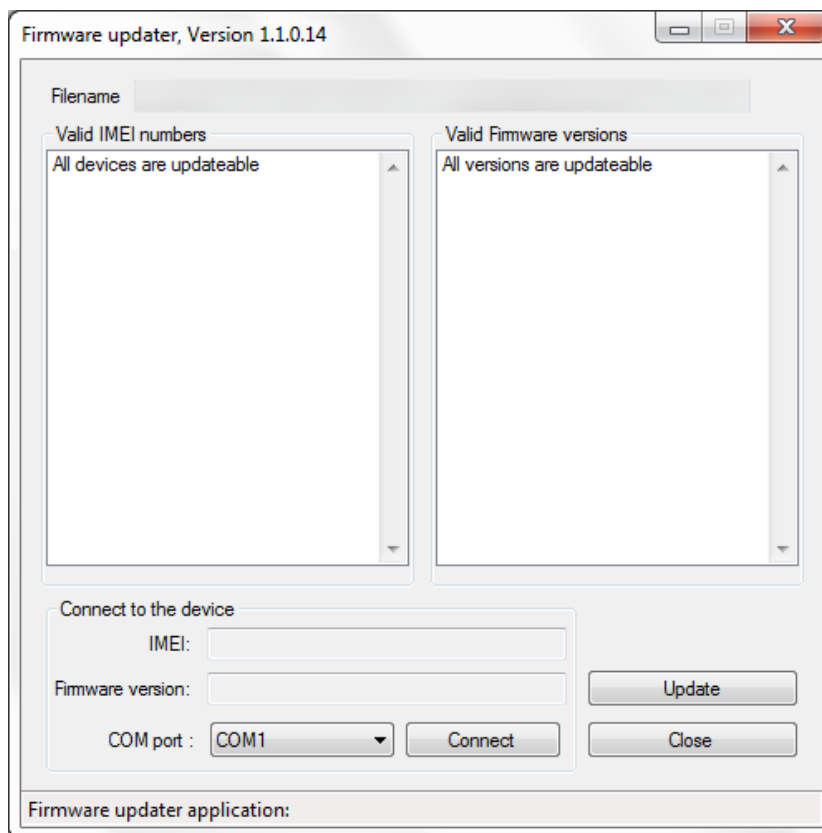 Firmware updater, Version 1.1.0.14
Filename
Valid IMEI numbers
Valid Firmware versions
All devices are updateable
All versions are updateable
Connect to the device
IMEI:
Firmware version:
Update
COM port :
COM1
Connect
Close
Firmware updater application: